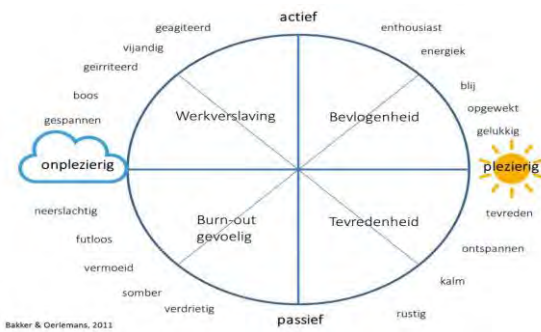 actief
geagiteerd
enthousiast
vijandig
energiek
geïrriteerd
blij
boos
opgewekt
gespannen
Werkverslaving
Bevlogenheid
gelukkig
onplezierig
plezierig
neerslachtig
tevreden
Burn-out
gevoelig
Tevredenheid
futloos
ontspannen
vermoeid
kalm
somber
verdrietig
passief
rustig
Bakker & Oerlemans, 2011